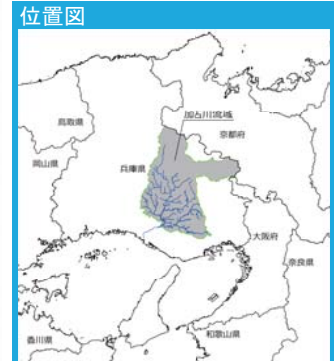 位置図
鳥取県
加古川流域
京都府
岡山県
兵庫県
大阪府
奈良県
香川県
和歌山県